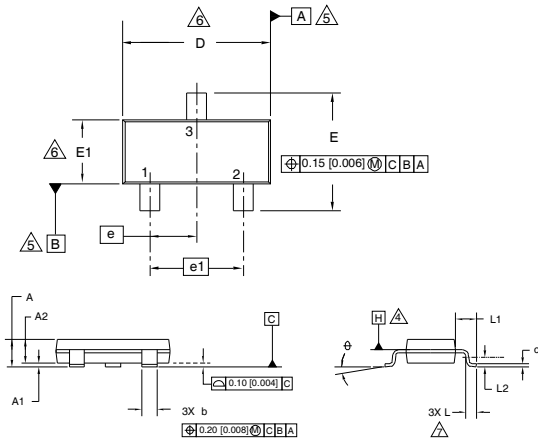 6
D
A 5
3
6
E1
E
1
2
⌖ 0.15 [0.006] Ⓜ C B A
e
5 B
e1
A
A2
C
H 4
L1
θ
c
A1
⌓ 0.10 [0.004] C
L2
3X b
3X L
⌖ 0.20 [0.008] Ⓜ C B A
7